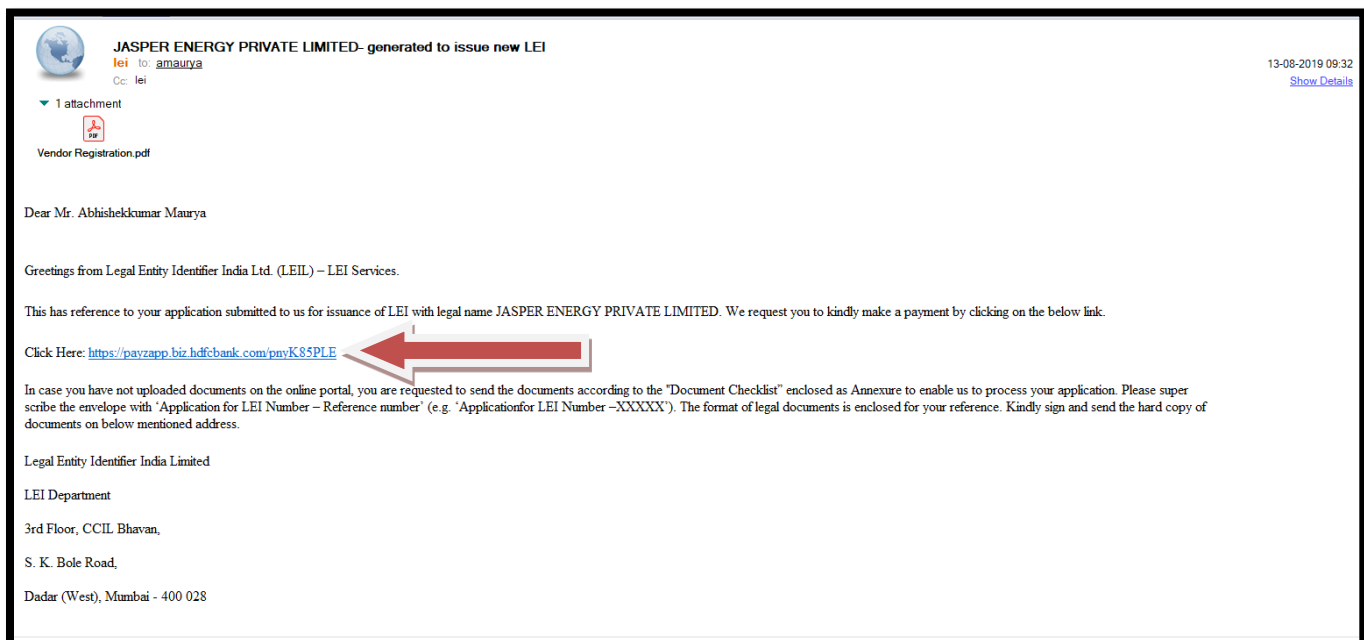 JASPER ENERGY PRIVATE LIMITED- generated to issue new LEI
lei to: amaurya
13-08-2019 09:32
Cc: lei
Show Details
1 attachment
PDF
Vendor Registration.pdf
Dear Mr. Abhishekkumar Maurya
Greetings from Legal Entity Identifier India Ltd. (LEIL) – LEI Services.
This has reference to your application submitted to us for issuance of LEI with legal name JASPER ENERGY PRIVATE LIMITED. We request you to kindly make a payment by clicking on the below link.
Click Here: https://payzapp.biz.hdfcbank.com/pnyK85PLE
In case you have not uploaded documents on the online portal, you are requested to send the documents according to the "Document Checklist" enclosed as Annexure to enable us to process your application. Please super
scribe the envelope with ‘Application for LEI Number – Reference number’ (e.g. ‘Applicationfor LEI Number –XXXXX’). The format of legal documents is enclosed for your reference. Kindly sign and send the hard copy of
documents on below mentioned address.
Legal Entity Identifier India Limited
LEI Department
3rd Floor, CCIL Bhavan,
S. K. Bole Road,
Dadar (West), Mumbai - 400 028